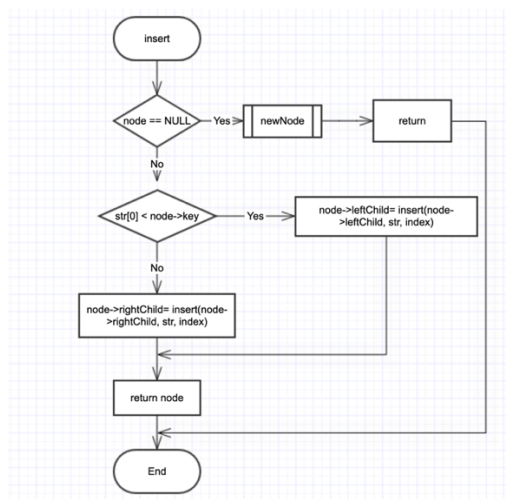 insert
node == NULL
Yes
newNode
return
No
str[0] < node->key
Yes
node->leftChild= insert(node-
>leftChild, str, index)
No
node->rightChild= insert(node-
>rightChild, str, index)
return node
End